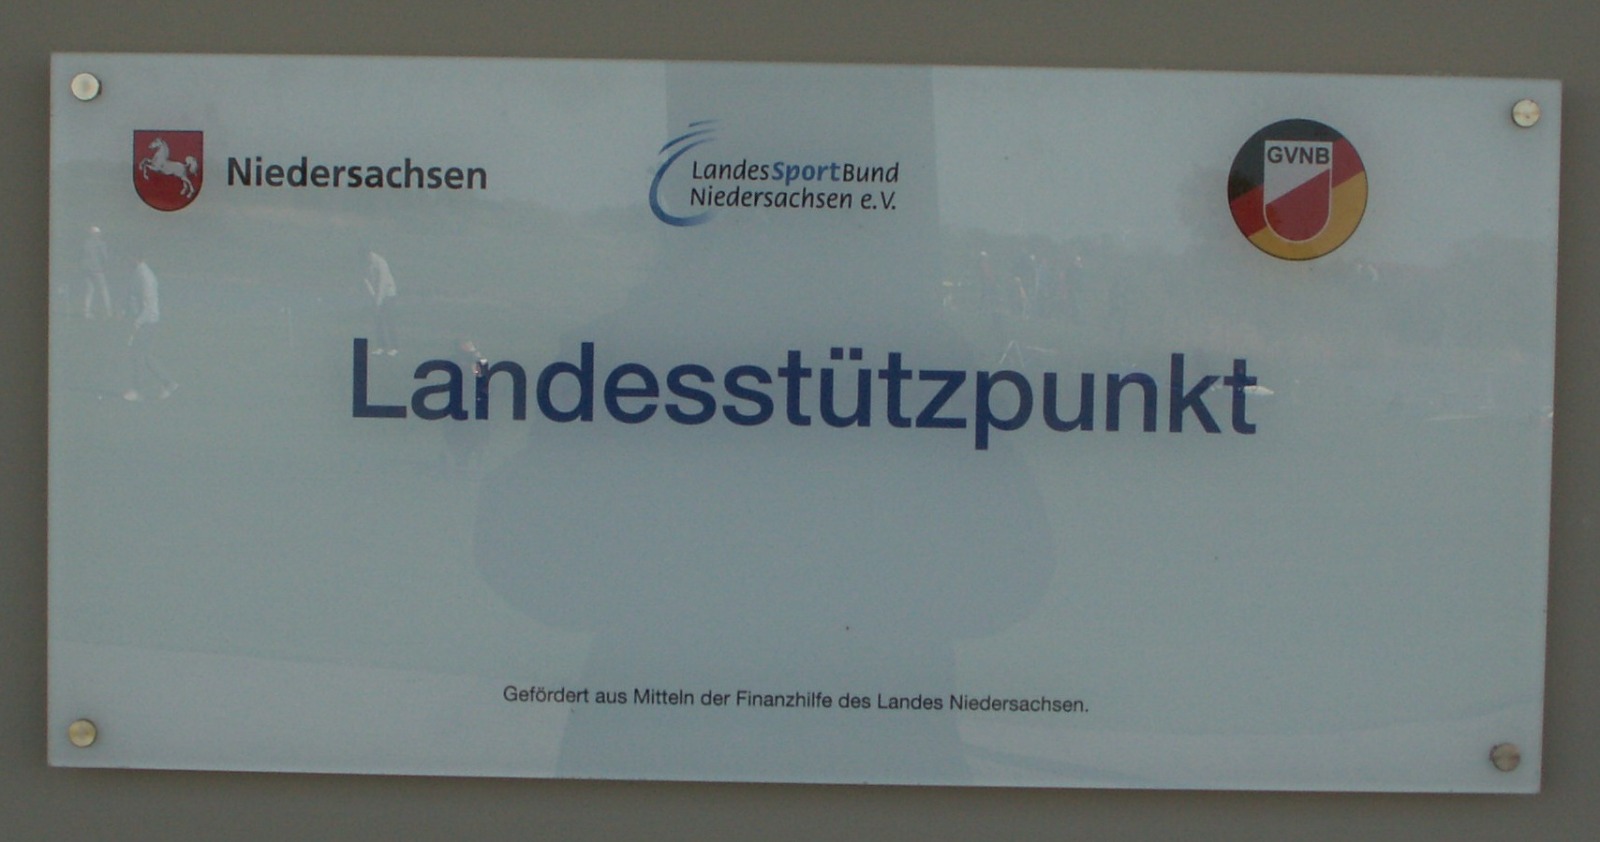 Niedersachsen
LandesSportBund
Niedersachsen e.V.
GVNB
Landesstützpunkt
Gefördert aus Mitteln der Finanzhilfe des Landes Niedersachsen.